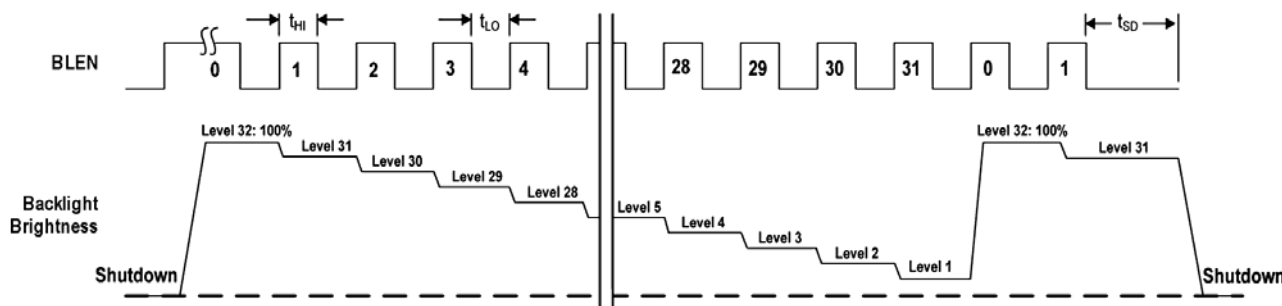 tHI tLO tSD
BLEN 0 1 2 3 4 28 29 30 31 0 1
Level 32: 100% Level 31 Level 30 Level 29 Level 28 Level 5 Level 4 Level 3 Level 2 Level 1 Level 32: 100% Level 31
Backlight
Brightness
Shutdown Shutdown